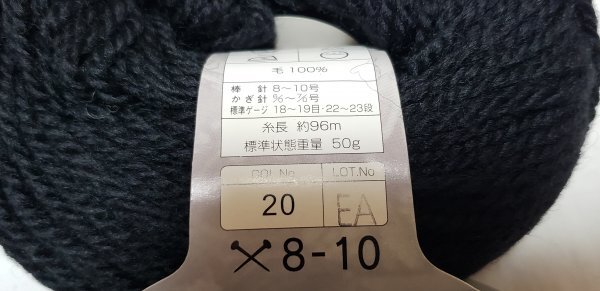 毛 100%
棒 針 8〜10号
かぎ針 5/0〜7/0号
標準ゲージ 18〜19目・22〜23段
糸長 約96m
標準状態重量 50g
COL.No LOT.No
20 EA
8-10